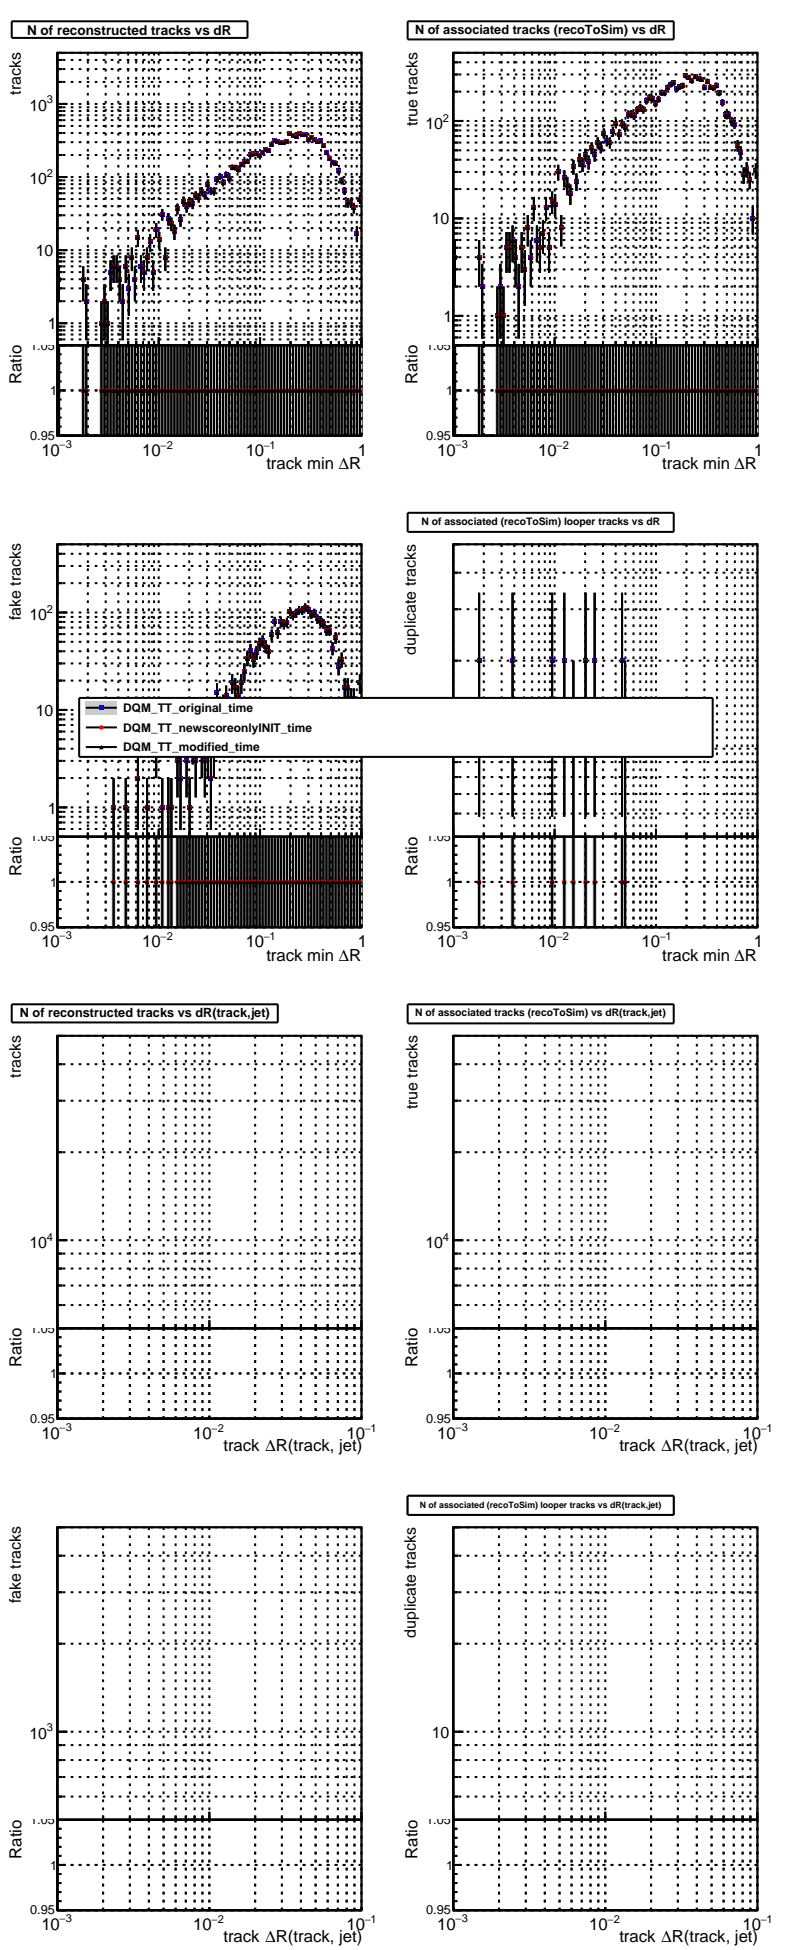 N of reconstructed tracks vs dR
N of associated tracks (recoToSim) vs dR
tracks
10³
10²
10
1
true tracks
10²
10
1
Ratio
1.05
1
0.95
10⁻³
10⁻²
10⁻¹
1
track min ΔR
Ratio
1.05
1
0.95
10⁻³
10⁻²
10⁻¹
1
track min ΔR
N of associated (recoToSim) looper tracks vs dR
fake tracks
10²
10
1
duplicate tracks
DQM_TT_original_time
DQM_TT_newscoreonlyINIT_time
DQM_TT_modified_time
Ratio
1.05
1
0.95
10⁻³
10⁻²
10⁻¹
1
track min ΔR
Ratio
1.05
1
0.95
10⁻³
10⁻²
10⁻¹
1
track min ΔR
N of reconstructed tracks vs dR(track,jet)
N of associated tracks (recoToSim) vs dR(track,jet)
tracks
10⁴
true tracks
10⁴
Ratio
1.05
1
0.95
10⁻³
10⁻²
10⁻¹
track ΔR(track, jet)
Ratio
1.05
1
0.95
10⁻³
10⁻²
10⁻¹
track ΔR(track, jet)
N of associated (recoToSim) looper tracks vs dR(track,jet)
fake tracks
10³
duplicate tracks
10
Ratio
1.05
1
0.95
10⁻³
10⁻²
10⁻¹
track ΔR(track, jet)
Ratio
1.05
1
0.95
10⁻³
10⁻²
10⁻¹
track ΔR(track, jet)